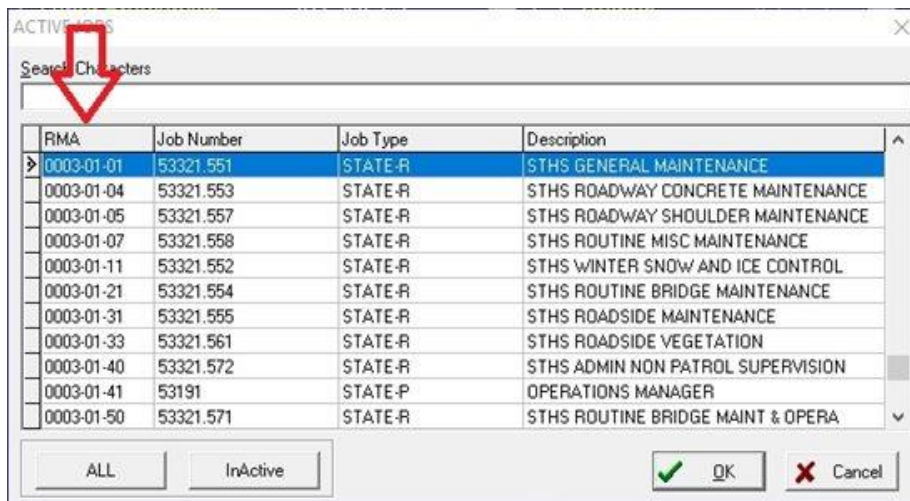 ACTIVE JOBS
Search Characters
RMA Job Number Job Type Description
0003-01-01 53321.551 STATE-R STHS GENERAL MAINTENANCE
0003-01-04 53321.553 STATE-R STHS ROADWAY CONCRETE MAINTENANCE
0003-01-05 53321.557 STATE-R STHS ROADWAY SHOULDER MAINTENANCE
0003-01-07 53321.558 STATE-R STHS ROUTINE MISC MAINTENANCE
0003-01-11 53321.552 STATE-R STHS WINTER SNOW AND ICE CONTROL
0003-01-21 53321.554 STATE-R STHS ROUTINE BRIDGE MAINTENANCE
0003-01-31 53321.555 STATE-R STHS ROADSIDE MAINTENANCE
0003-01-33 53321.561 STATE-R STHS ROADSIDE VEGETATION
0003-01-40 53321.572 STATE-R STHS ADMIN NON PATROL SUPERVISION
0003-01-41 53191 STATE-P OPERATIONS MANAGER
0003-01-50 53321.571 STATE-R STHS ROUTINE BRIDGE MAINT & OPERA
ALL InActive OK Cancel